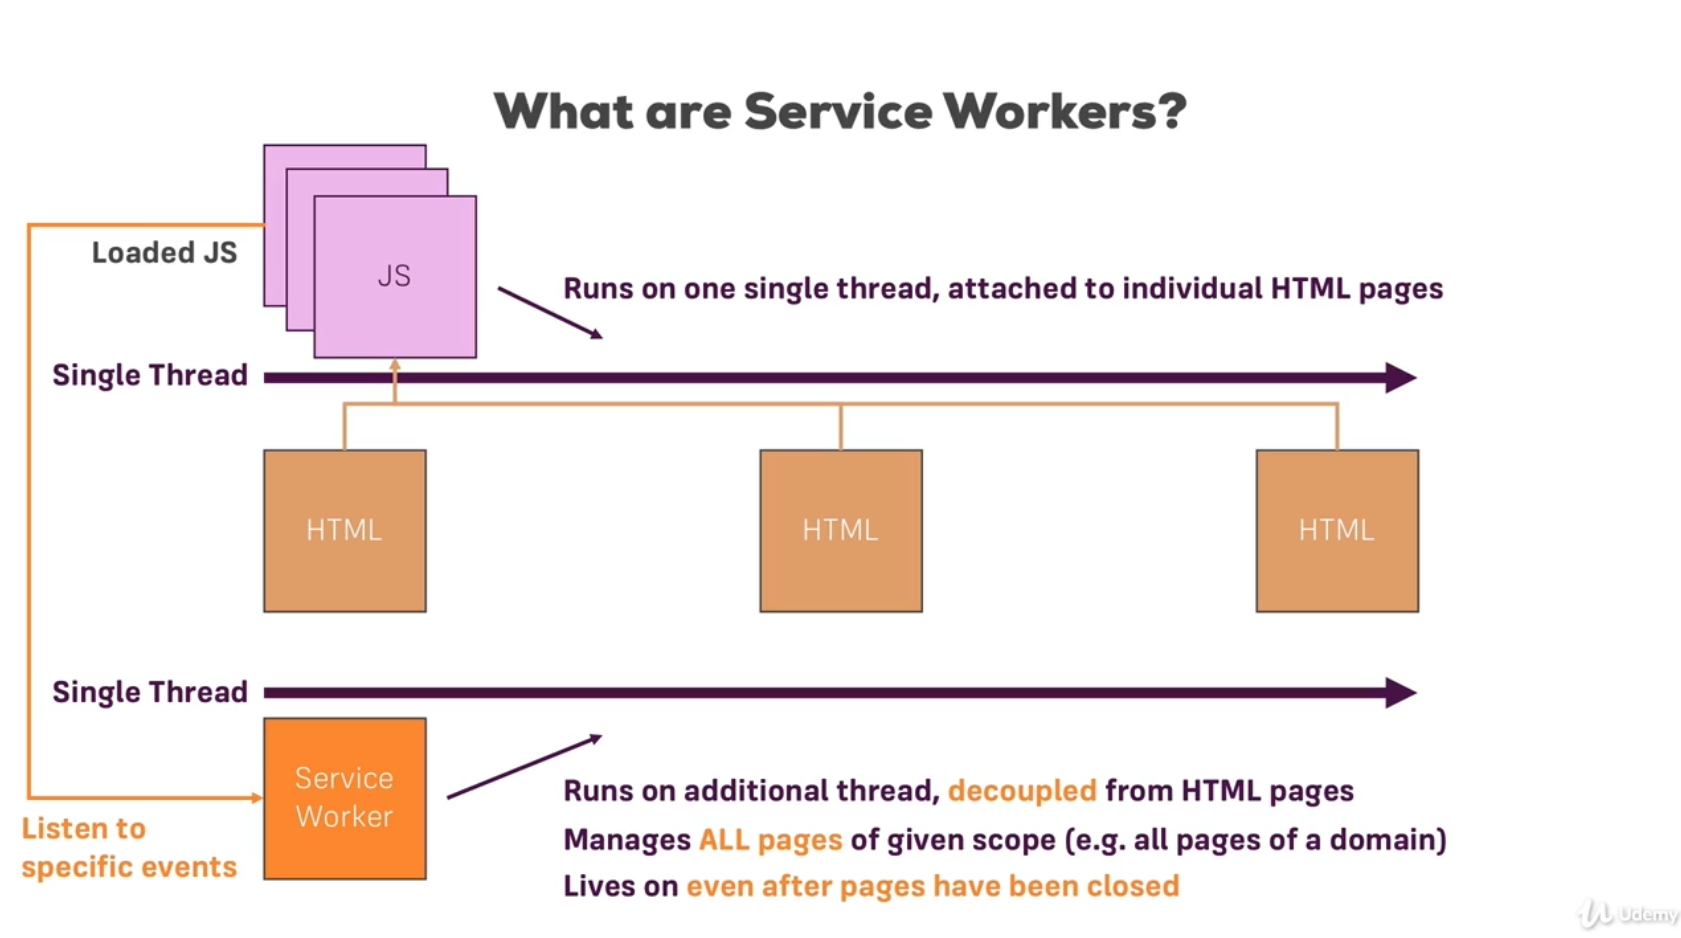 What are Service Workers?
Loaded JS
JS
Runs on one single thread, attached to individual HTML pages
Single Thread
HTML
HTML
HTML
Single Thread
Service
Worker
Listen to
specific events
Runs on additional thread, decoupled from HTML pages
Manages ALL pages of given scope (e.g. all pages of a domain)
Lives on even after pages have been closed
Udemy